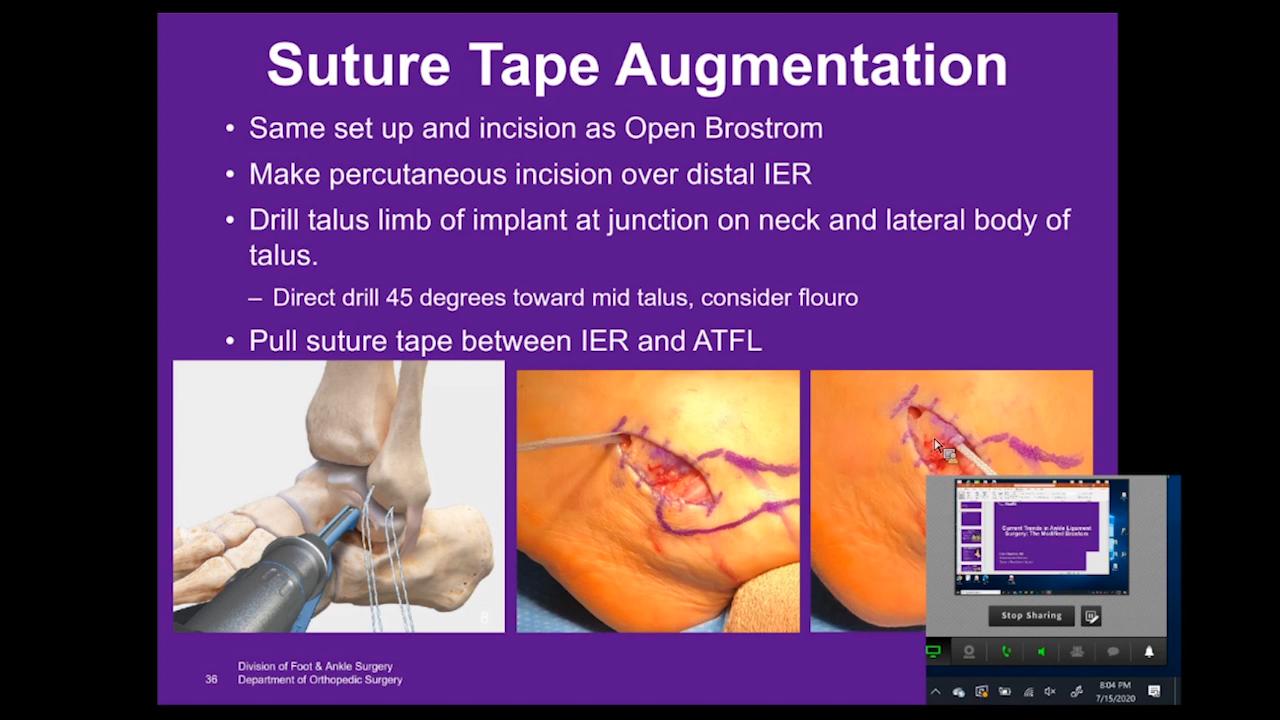 Suture Tape Augmentation
• Same set up and incision as Open Brostrom
• Make percutaneous incision over distal IER
• Drill talus limb of implant at junction on neck and lateral body of
talus.
– Direct drill 45 degrees toward mid talus, consider flouro
• Pull suture tape between IER and ATFL
8
Current Trends in Ankle Ligament
Surgery: The Modified Brostrom
Stop Sharing
36
Division of Foot & Ankle Surgery
Department of Orthopedic Surgery
8:04 PM
7/15/2020